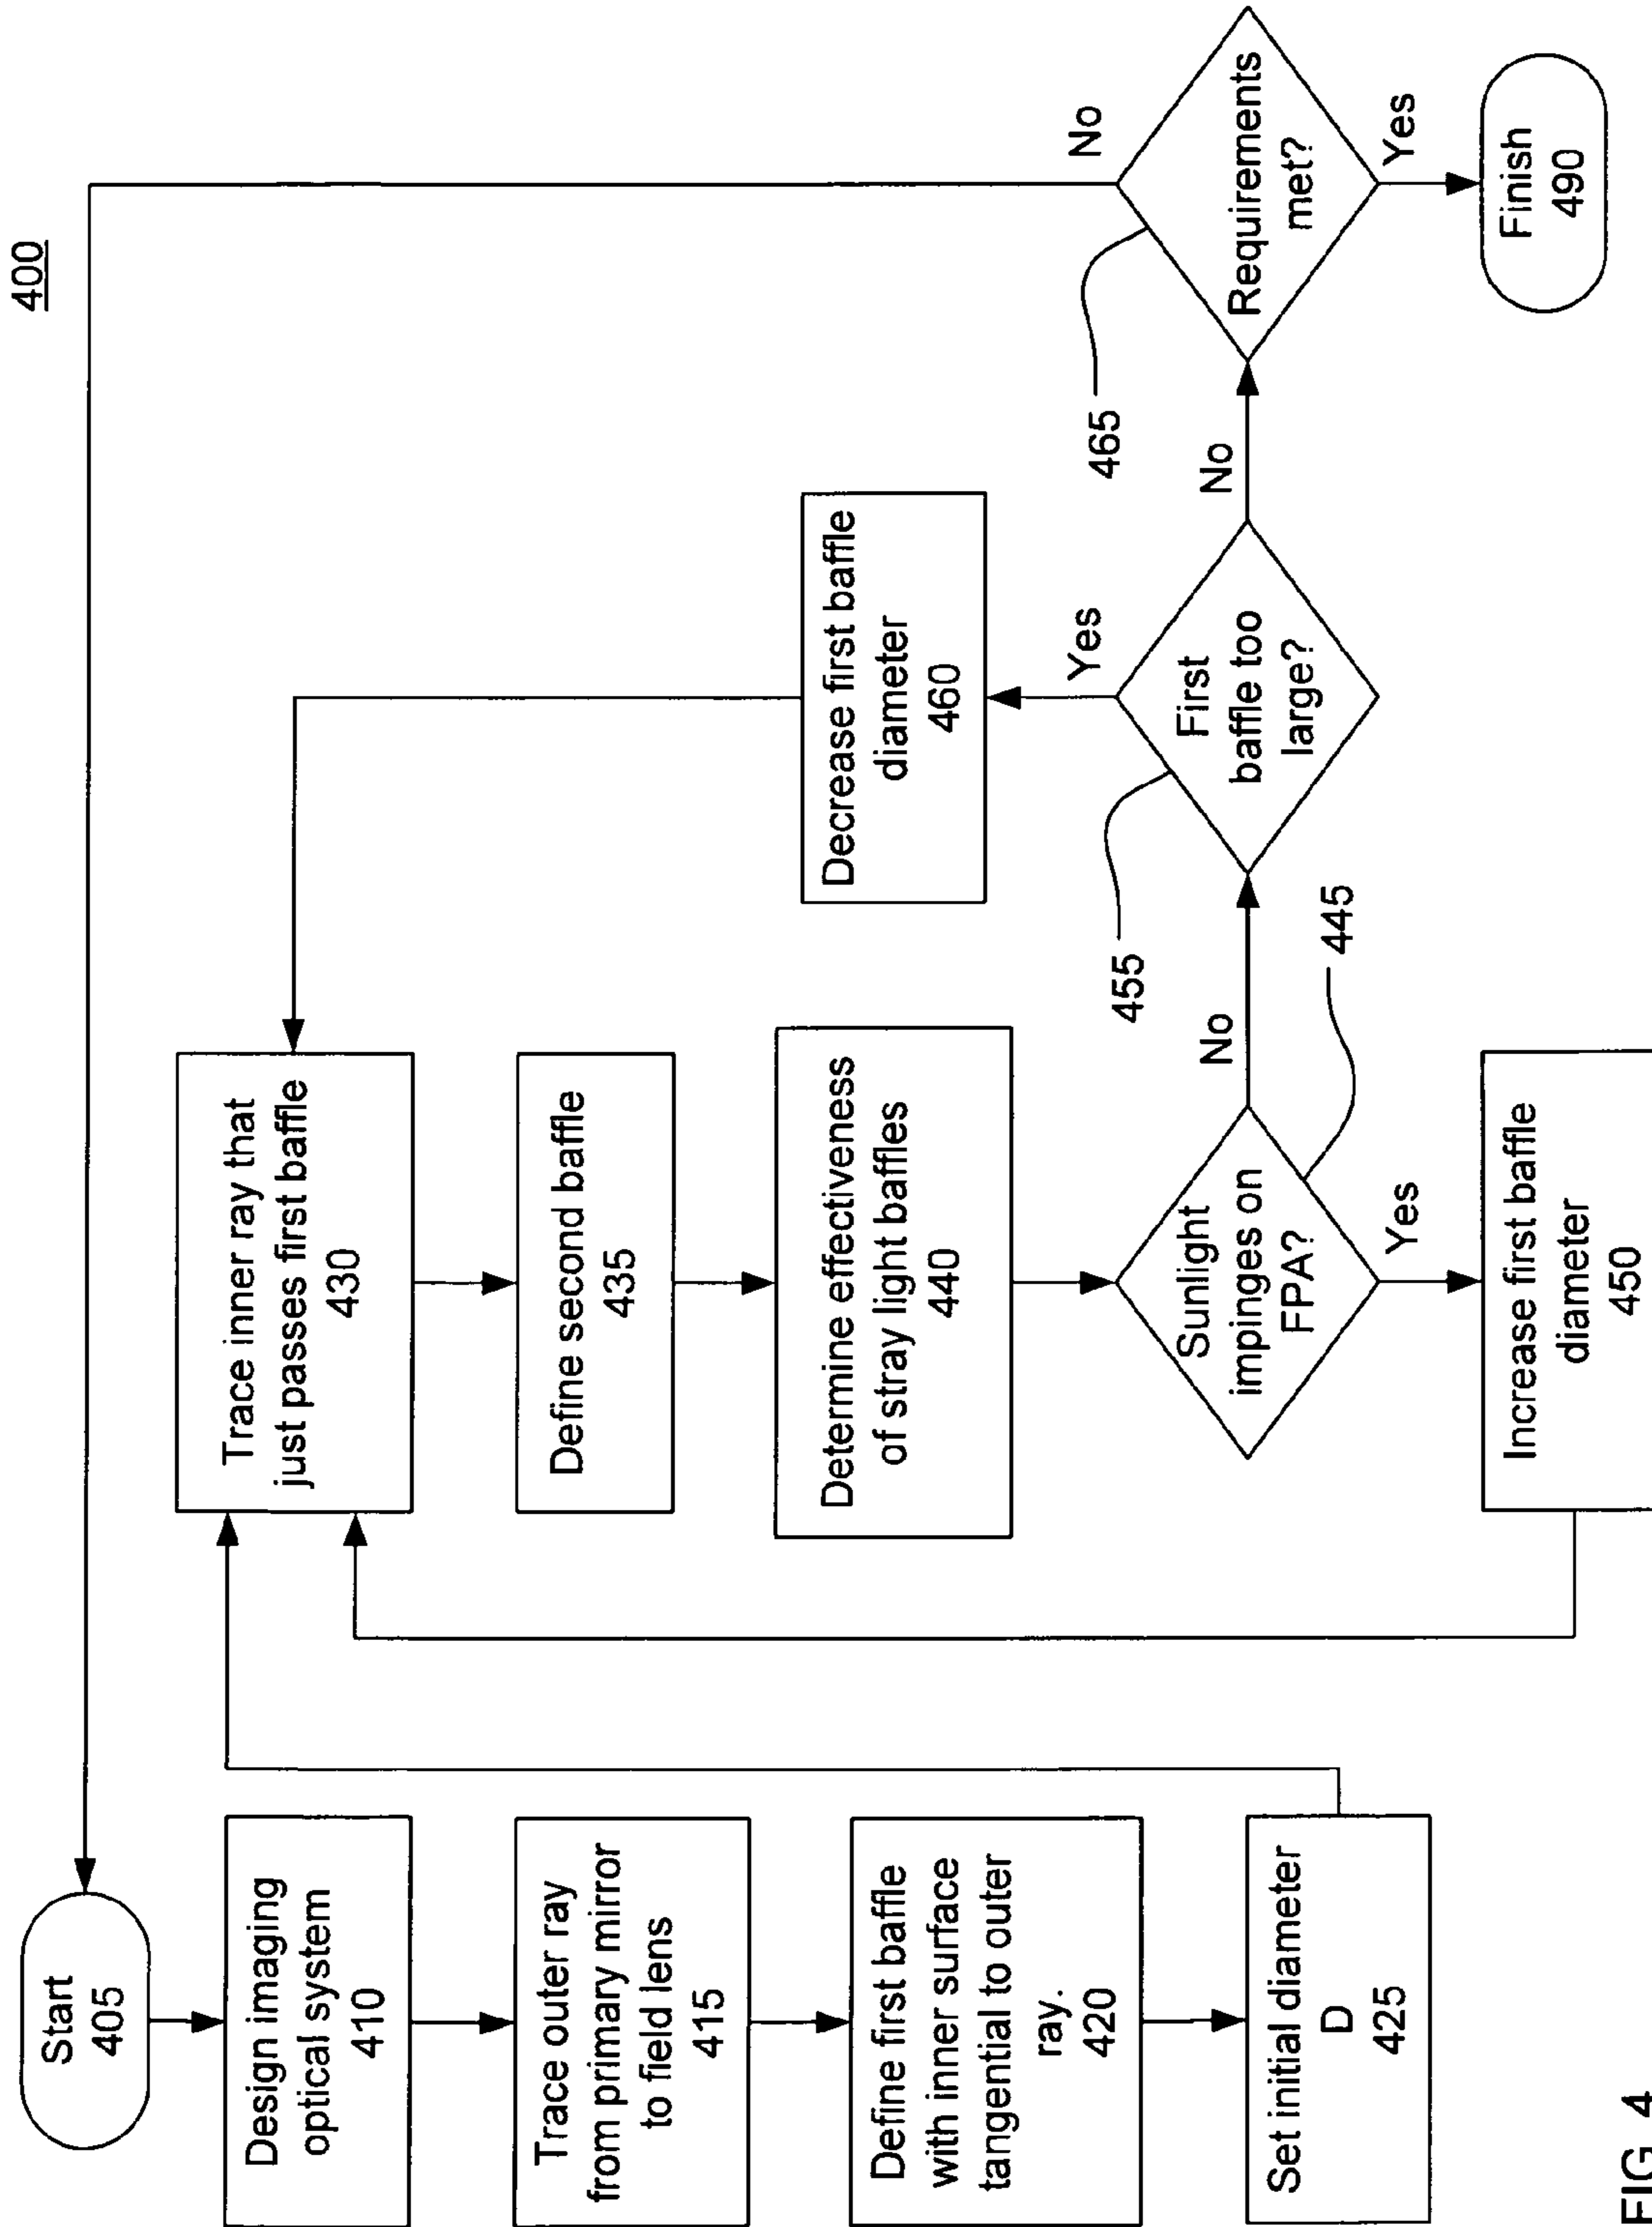 400
Start
405
Design imaging
optical system
410
Trace outer ray
from primary mirror
to field lens
415
Define first baffle
with inner surface
tangential to outer
ray.
420
Set initial diameter
D
425
Trace inner ray that
just passes first baffle
430
Define second baffle
435
Determine effectiveness
of stray light baffles
440
Sunlight
impinges on
FPA?
445
No
Yes
Increase first baffle
diameter
450
First
baffle too
large?
455
Yes
No
Decrease first baffle
diameter
460
Requirements
met?
465
No
Yes
Finish
490
FIG. 4